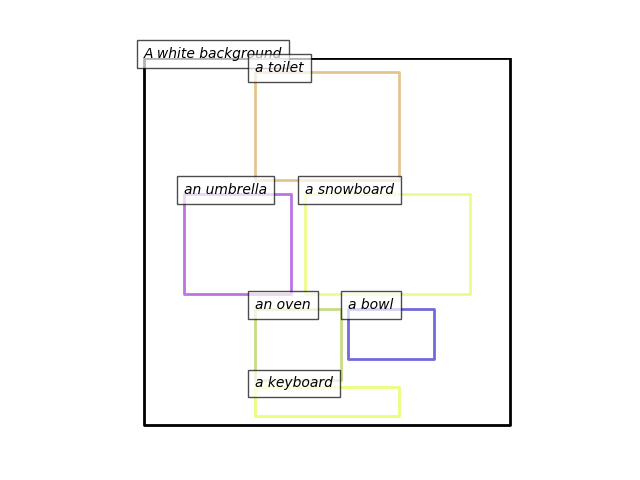 A white background
a toilet
an umbrella
a snowboard
an oven
a bowl
a keyboard